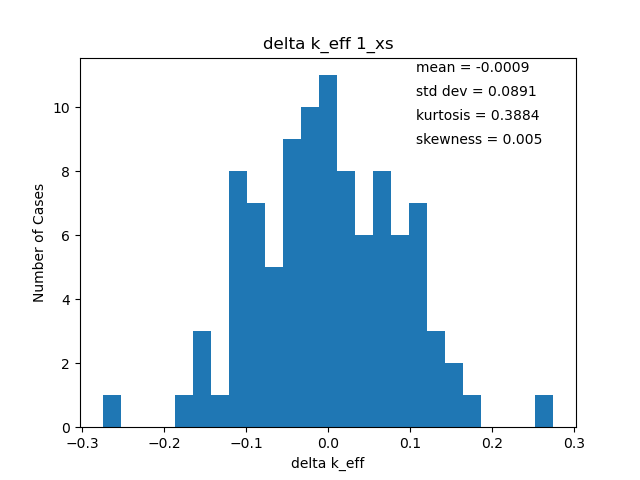 delta k_eff 1_xs
mean = -0.0009
std dev = 0.0891
kurtosis = 0.3884
skewness = 0.005
Number of Cases
10
8
6
4
2
0
−0.3 −0.2 −0.1 0.0 0.1 0.2 0.3
delta k_eff